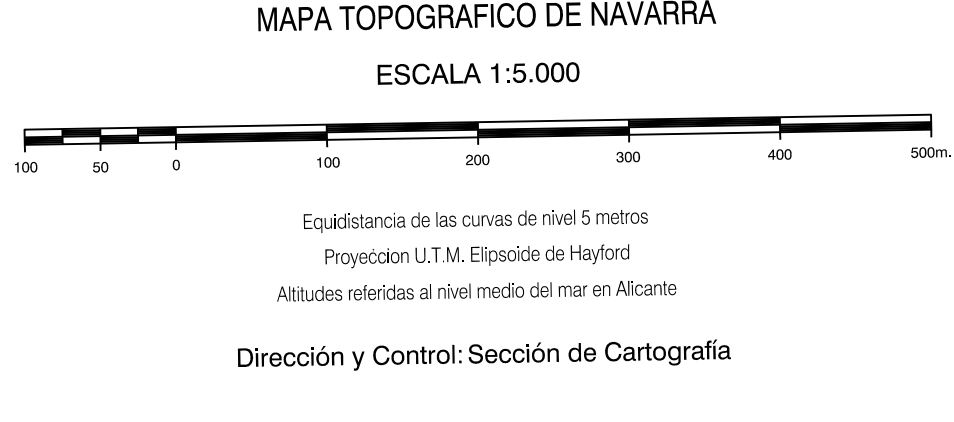 MAPA TOPOGRAFICO DE NAVARRA
ESCALA 1:5.000
100 50 0 100 200 300 400 500m.
Equidistancia de las curvas de nivel 5 metros
Proyeccion U.T.M. Elipsoide de Hayford
Altitudes referidas al nivel medio del mar en Alicante
Dirección y Control: Sección de Cartografía